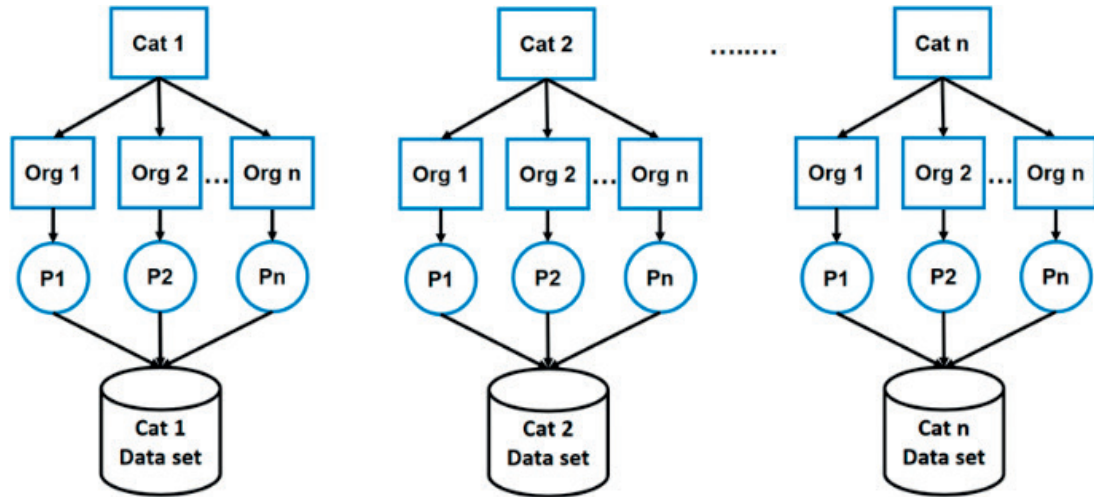 Cat 1
Cat 2
.........
Cat n
Org 1
Org 2
...
Org n
Org 1
Org 2
...
Org n
Org 1
Org 2
...
Org n
P1
P2
Pn
P1
P2
Pn
P1
P2
Pn
Cat 1
Data set
Cat 2
Data set
Cat n
Data set